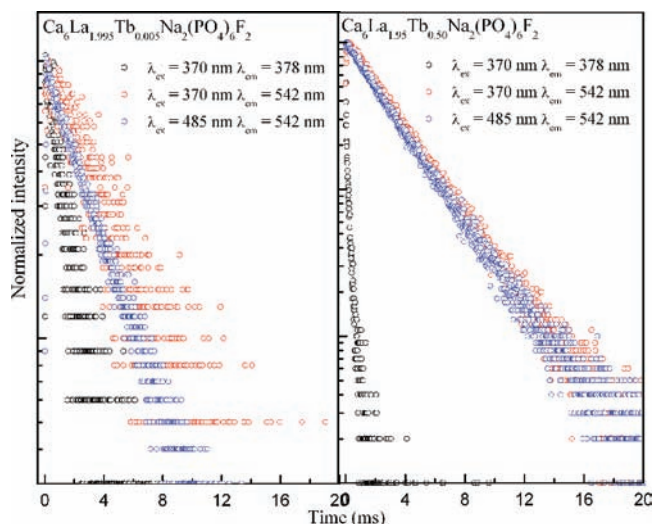 Ca6La1.995Tb0.005Na2(PO4)6F2
λex = 370 nm λem = 378 nm
λex = 370 nm λem = 542 nm
λex = 485 nm λem = 542 nm
Ca6La1.95Tb0.50Na2(PO4)6F2
λex = 370 nm λem = 378 nm
λex = 370 nm λem = 542 nm
λex = 485 nm λem = 542 nm
Normalized intensity
0 4 8 12 16 20 0 4 8 12 16 20
Time (ms)